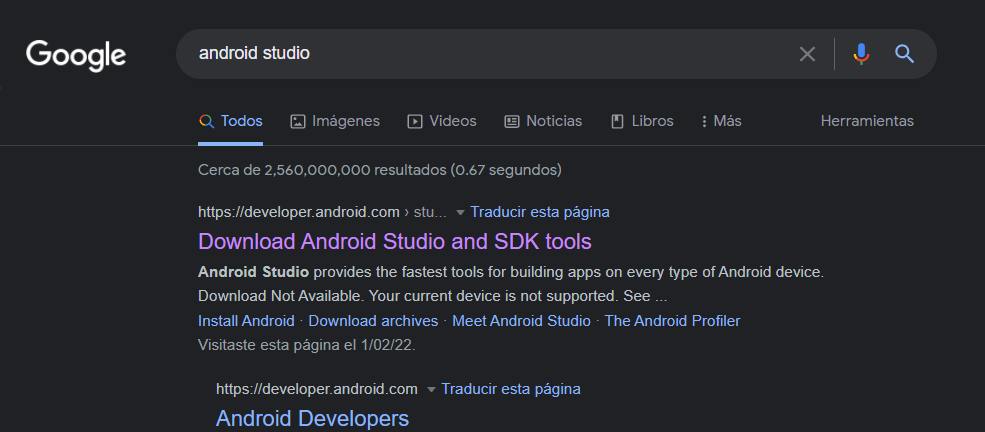 Google
android studio
Todos Imágenes Videos Noticias Libros Más Herramientas
Cerca de 2,560,000,000 resultados (0.67 segundos)
https://developer.android.com › stu... Traducir esta página
Download Android Studio and SDK tools
Android Studio provides the fastest tools for building apps on every type of Android device.
Download Not Available. Your current device is not supported. See ...
Install Android · Download archives · Meet Android Studio · The Android Profiler
Visitaste esta página el 1/02/22.
https://developer.android.com Traducir esta página
Android Developers